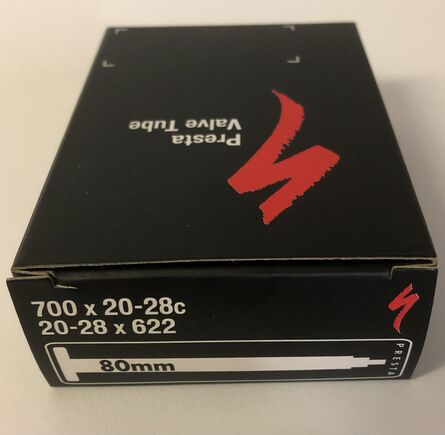 Presta
Valve Tube
700 x 20-28c
20-28 x 622
80mm
PRESTA